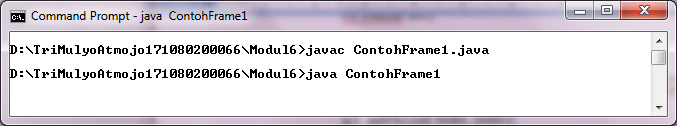 Command Prompt - java  ContohFrame1
D:\TriMulyoAtmojo171080200066\Modul6>javac ContohFrame1.java
D:\TriMulyoAtmojo171080200066\Modul6>java ContohFrame1